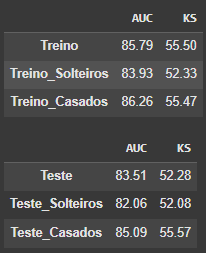 AUC KS
Treino 85.79 55.50
Treino_Solteiros 83.93 52.33
Treino_Casados 86.26 55.47
AUC KS
Teste 83.51 52.28
Teste_Solteiros 82.06 52.08
Teste_Casados 85.09 55.57